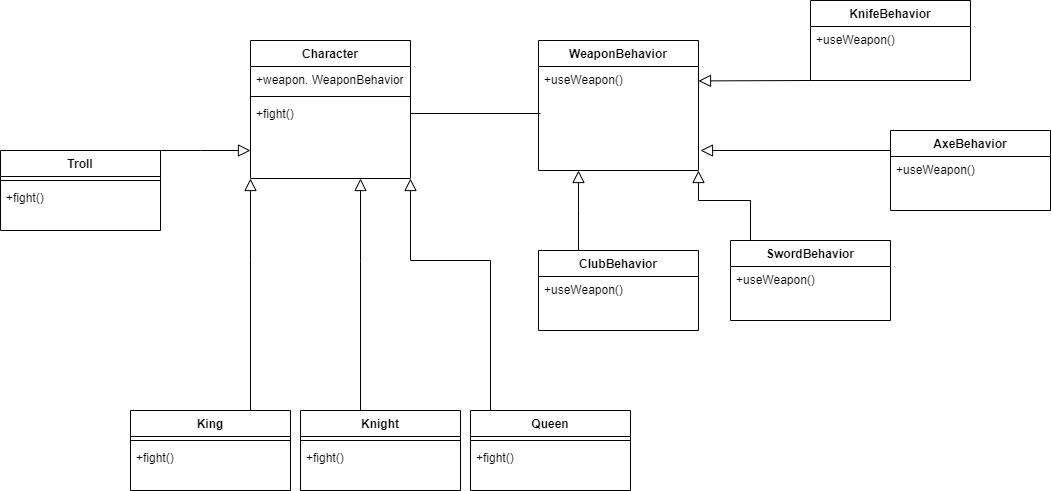 KnifeBehavior
+useWeapon()
Character
+weapon. WeaponBehavior
+fight()
WeaponBehavior
+useWeapon()
AxeBehavior
+useWeapon()
Troll
+fight()
ClubBehavior
+useWeapon()
SwordBehavior
+useWeapon()
King
+fight()
Knight
+fight()
Queen
+fight()